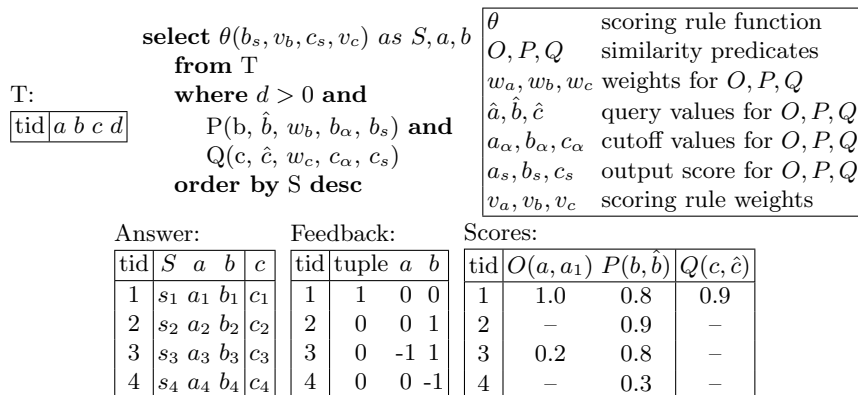 select θ(b_s, v_b, c_s, v_c) as S, a, b
from T
where d > 0 and
P(b, b̂, w_b, b_α, b_s) and
Q(c, ĉ, w_c, c_α, c_s)
order by S desc
T:
tid a b c d
θ scoring rule function
O, P, Q similarity predicates
w_a, w_b, w_c weights for O, P, Q
â, b̂, ĉ query values for O, P, Q
a_α, b_α, c_α cutoff values for O, P, Q
a_s, b_s, c_s output score for O, P, Q
v_a, v_b, v_c scoring rule weights
Answer:
tid S a b c
1 s_1 a_1 b_1 c_1
2 s_2 a_2 b_2 c_2
3 s_3 a_3 b_3 c_3
4 s_4 a_4 b_4 c_4
Feedback:
tid tuple a b
1 1 0 0
2 0 0 1
3 0 -1 1
4 0 0 -1
Scores:
tid O(a, a_1) P(b, b̂) Q(c, ĉ)
1 1.0 0.8 0.9
2 – 0.9 –
3 0.2 0.8 –
4 – 0.3 –